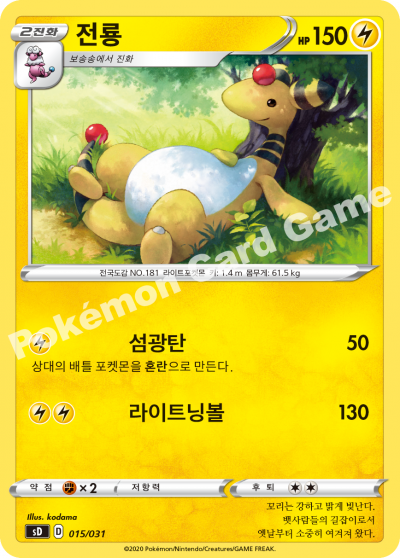 2진화
전룡
HP 150
보송송에서 진화
전국도감 NO.181 라이트포켓몬 키: 1.4 m 몸무게: 61.5 kg
Pokémon Card Game
섬광탄 50
상대의 배틀 포켓몬을 혼란으로 만든다.
라이트닝볼 130
약점 ×2 저항력 후퇴
꼬리는 강하고 밝게 빛난다.
뱃사람들의 길잡이로서
옛날부터 소중히 여겨져 왔다.
Illus. kodama
sD D 015/031
©2020 Pokémon/Nintendo/Creatures/GAME FREAK.